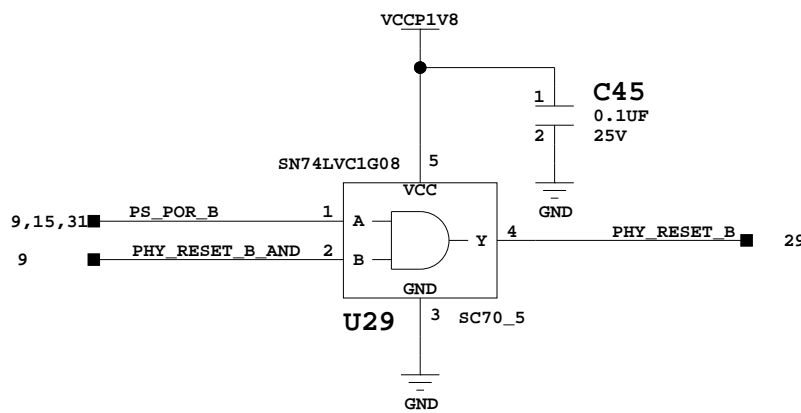 VCCP1V8
C45
1
0.1UF
2
25V
SN74LVC1G08
5
VCC
GND
9,15,31
PS_POR_B
1
A
9
PHY_RESET_B_AND
2
B
Y
4
PHY_RESET_B
29
GND
U29
3
SC70_5
GND